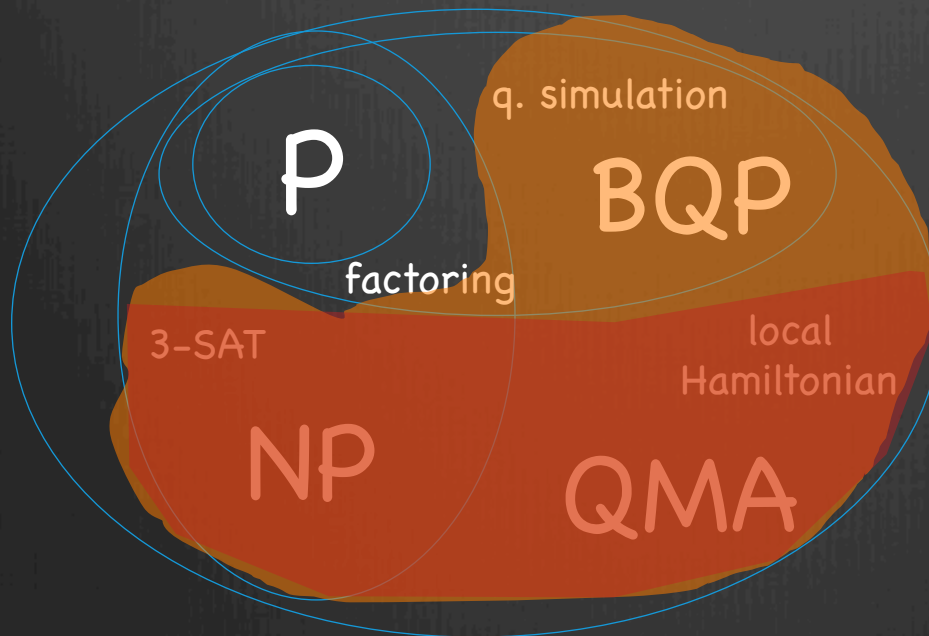 q. simulation
P
BQP
factoring
3-SAT
local
Hamiltonian
NP
QMA